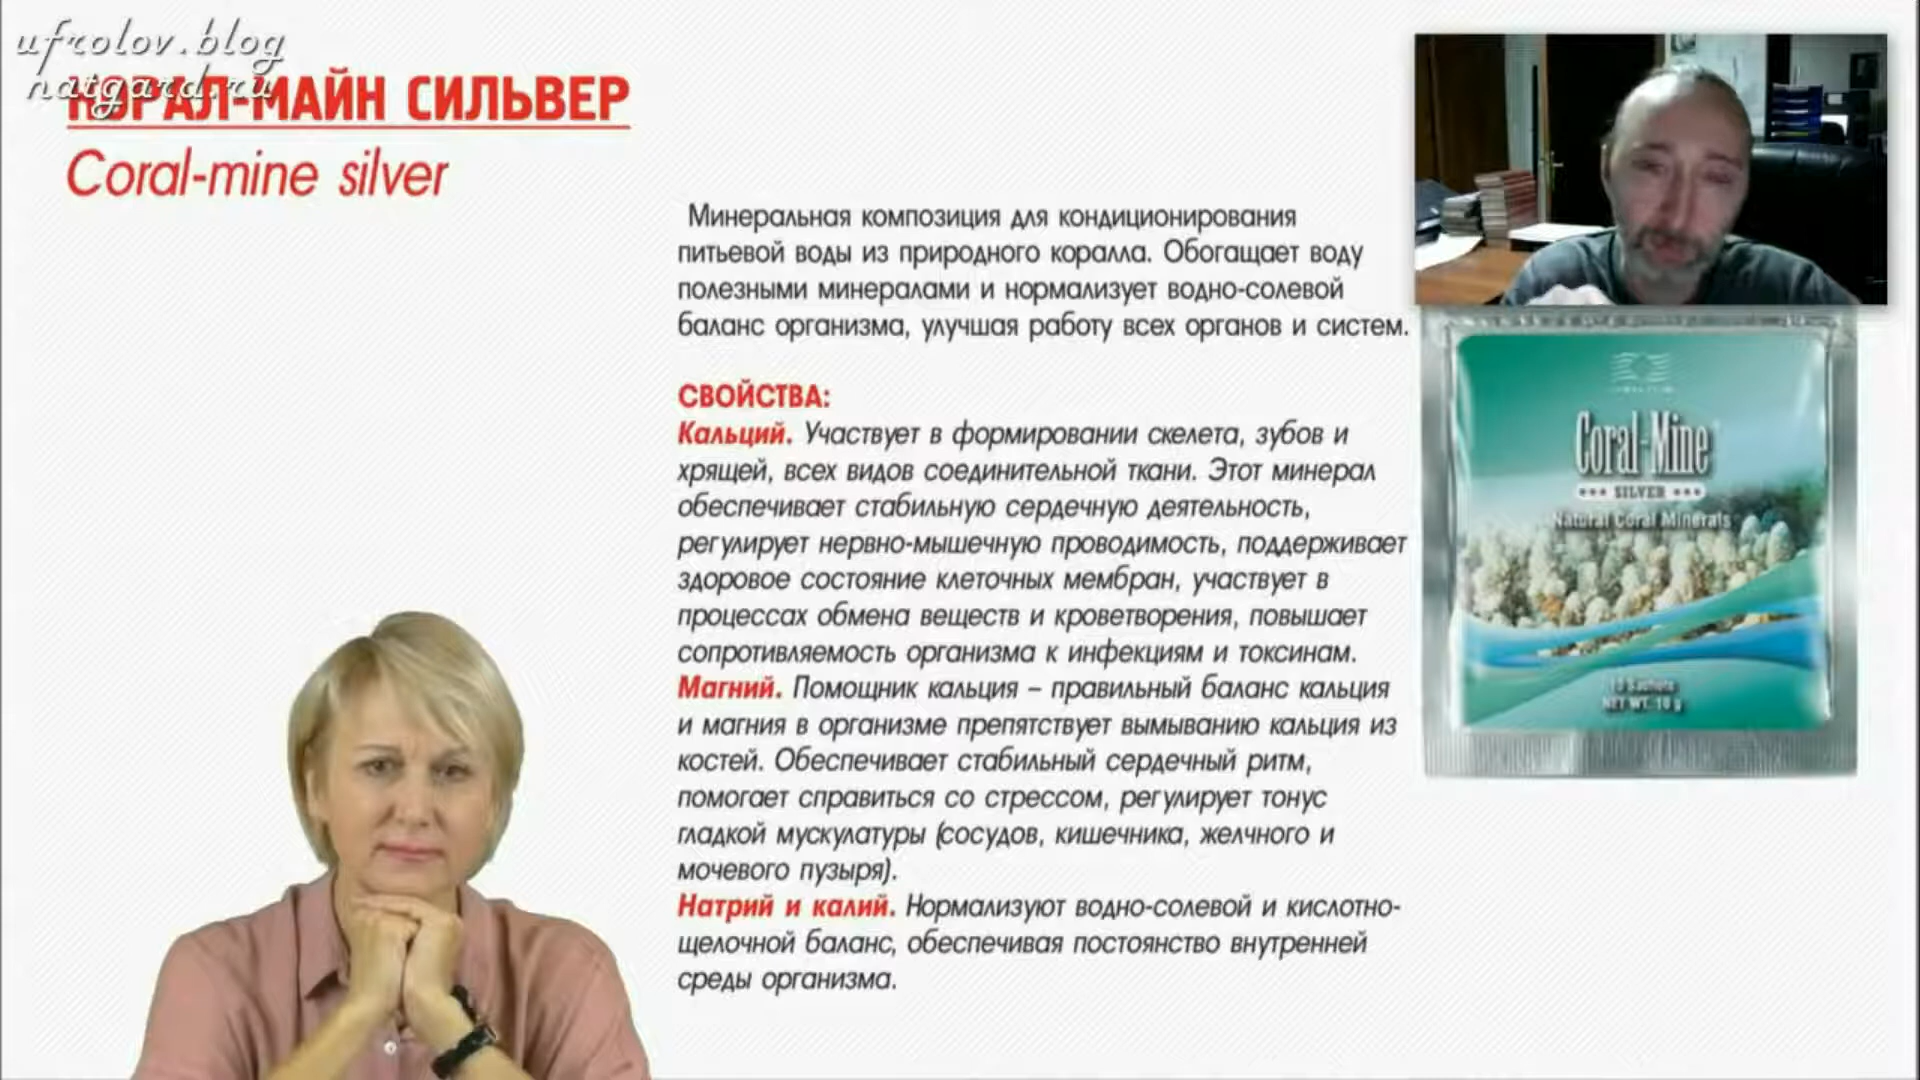 ufrolov.blog
natgard.ru
КОРАЛ-МАЙН СИЛЬВЕР
Coral-mine silver
Минеральная композиция для кондиционирования
питьевой воды из природного коралла. Обогащает воду
полезными минералами и нормализует водно-солевой
баланс организма, улучшая работу всех органов и систем.
СВОЙСТВА:
Кальций. Участвует в формировании скелета, зубов и
хрящей, всех видов соединительной ткани. Этот минерал
обеспечивает стабильную сердечную деятельность,
регулирует нервно-мышечную проводимость, поддерживает
здоровое состояние клеточных мембран, участвует в
процессах обмена веществ и кроветворения, повышает
сопротивляемость организма к инфекциям и токсинам.
Магний. Помощник кальция – правильный баланс кальция
и магния в организме препятствует вымыванию кальция из
костей. Обеспечивает стабильный сердечный ритм,
помогает справиться со стрессом, регулирует тонус
гладкой мускулатуры (сосудов, кишечника, желчного и
мочевого пузыря).
Натрий и калий. Нормализуют водно-солевой и кислотно-
щелочной баланс, обеспечивая постоянство внутренней
среды организма.
Coral-Mine
SILVER
Natural Coral Minerals
Sachets
NET WT. 10 g